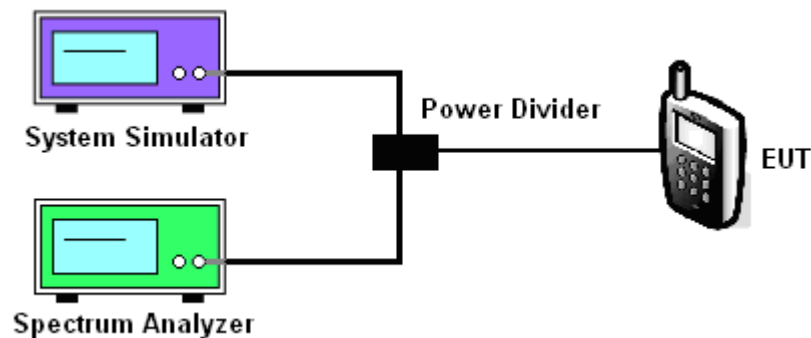 System Simulator
Power Divider
EUT
Spectrum Analyzer